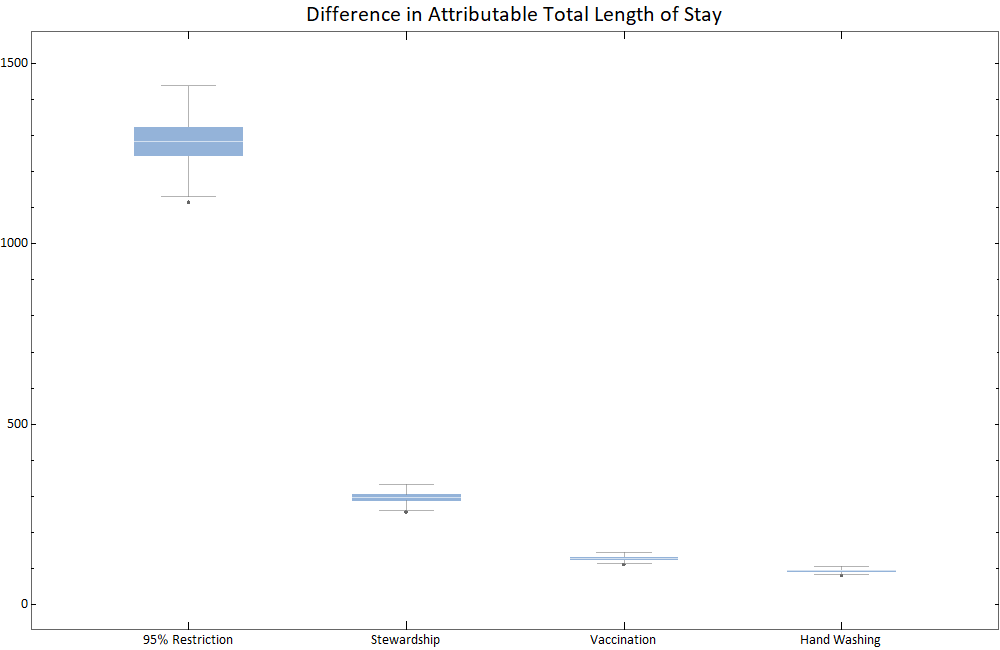 Difference in Attributable Total Length of Stay
1500
1000
500
0
95% Restriction
Stewardship
Vaccination
Hand Washing